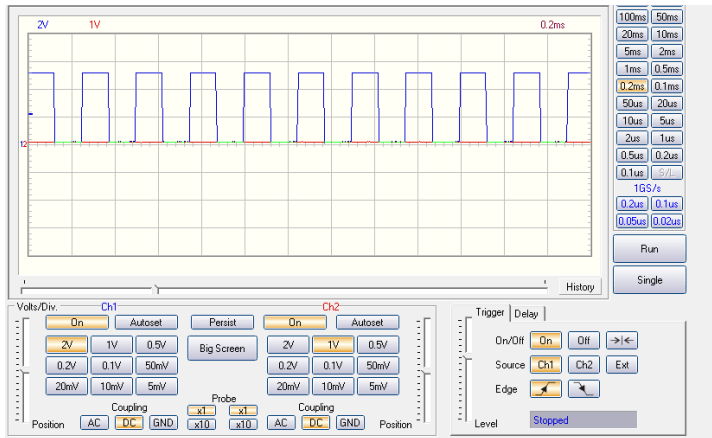 2V 1V 0.2ms
12
History
100ms 50ms
20ms 10ms
5ms 2ms
1ms 0.5ms
0.2ms 0.1ms
50us 20us
10us 5us
2us 1us
0.5us 0.2us
0.1us S/L
1GS/s
0.2us 0.1us
0.05us 0.02us
Run
Single
Volts/Div. Ch1 Ch2
On Autoset Persist On Autoset
2V 1V 0.5V Big Screen 2V 1V 0.5V
0.2V 0.1V 50mV 0.2V 0.1V 50mV
20mV 10mV 5mV 20mV 10mV 5mV
Coupling Probe Coupling
x1 x1
Position AC DC GND x10 x10 AC DC GND Position
Trigger Delay
On/Off On Off
Source Ch1 Ch2 Ext
Edge
Level Stopped